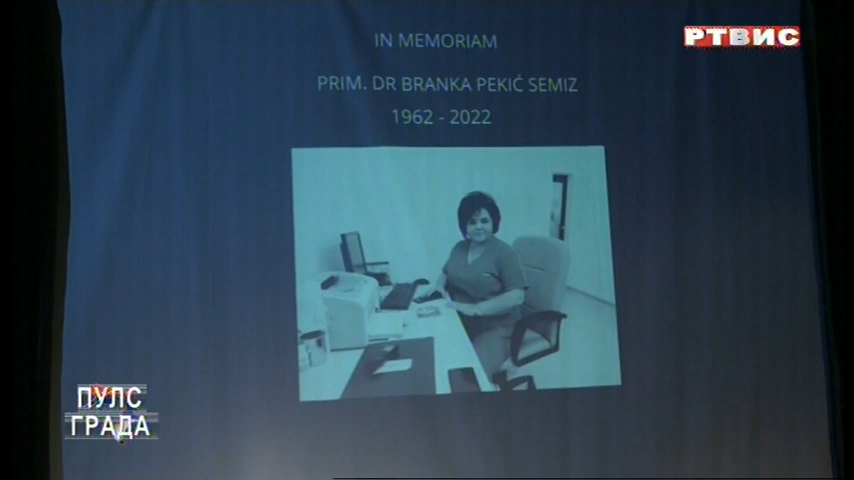 IN MEMORIAM
PRIM. DR BRANKA PEKIĆ SEMIZ
1962 - 2022
РТВИС
ПУЛС
ГРАДА